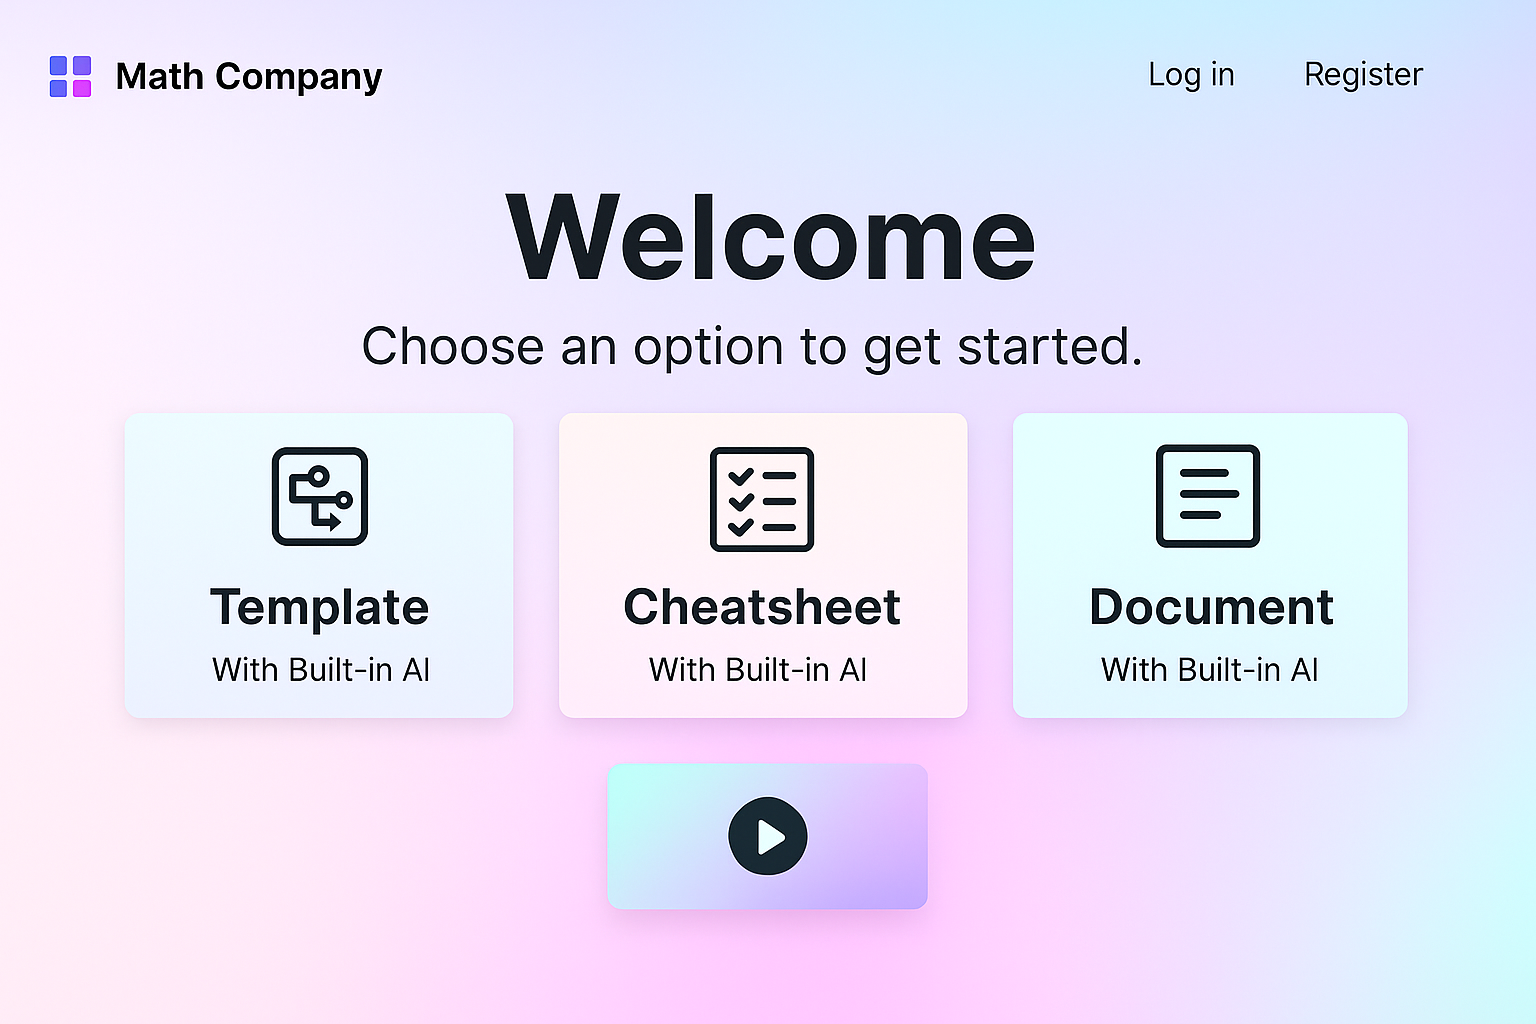 Math Company
Log in
Register
Welcome
Choose an option to get started.
Template
With Built-in AI
Cheatsheet
With Built-in AI
Document
With Built-in AI